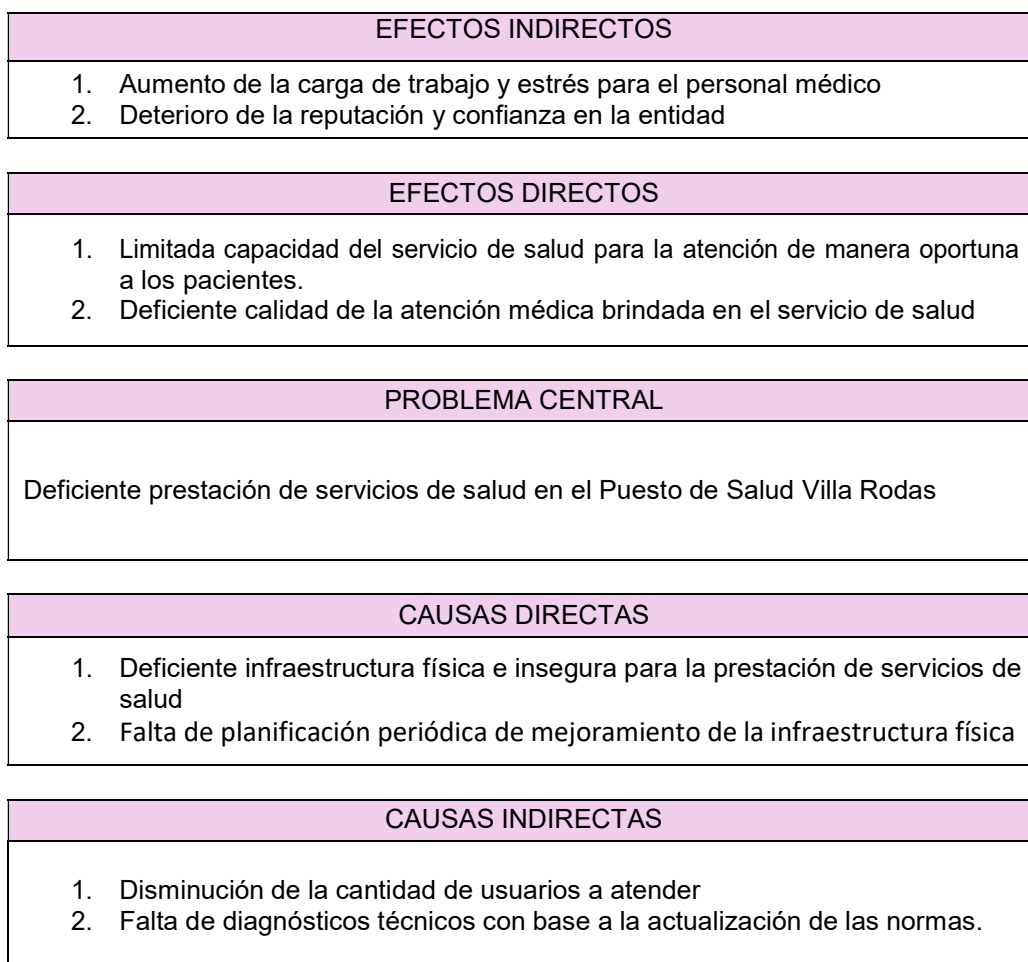 EFECTOS INDIRECTOS
1. Aumento de la carga de trabajo y estrés para el personal médico
2. Deterioro de la reputación y confianza en la entidad
EFECTOS DIRECTOS
1. Limitada capacidad del servicio de salud para la atención de manera oportuna
a los pacientes.
2. Deficiente calidad de la atención médica brindada en el servicio de salud
PROBLEMA CENTRAL
Deficiente prestación de servicios de salud en el Puesto de Salud Villa Rodas
CAUSAS DIRECTAS
1. Deficiente infraestructura física e insegura para la prestación de servicios de
salud
2. Falta de planificación periódica de mejoramiento de la infraestructura física
CAUSAS INDIRECTAS
1. Disminución de la cantidad de usuarios a atender
2. Falta de diagnósticos técnicos con base a la actualización de las normas.